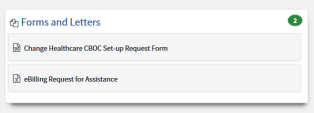 Forms and Letters
2
Change Healthcare CBOC Set-up Request Form
eBilling Request for Assistance